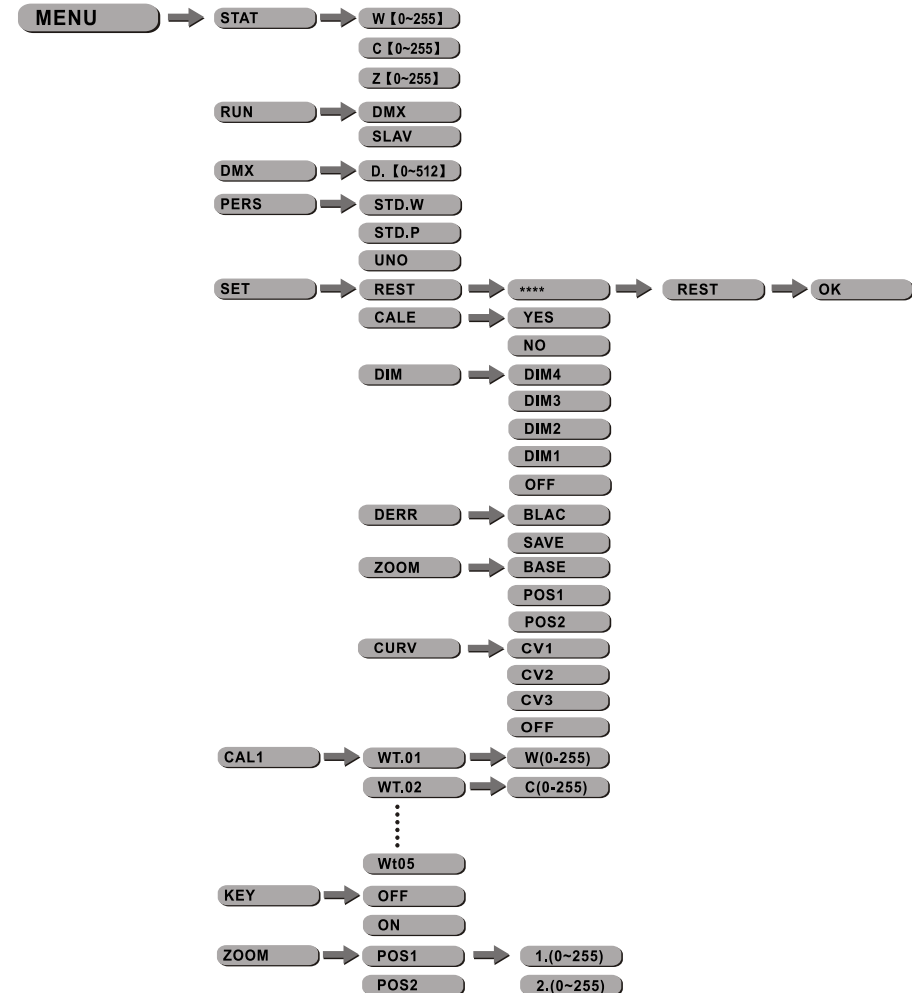 MENU STAT W【0~255】
C【0~255】
Z【0~255】
RUN DMX
SLAV
DMX D.【0~512】
PERS STD.W
STD.P
UNO
SET REST **** REST OK
CALE YES
NO
DIM DIM4
DIM3
DIM2
DIM1
OFF
DERR BLAC
SAVE
ZOOM BASE
POS1
POS2
CURV CV1
CV2
CV3
OFF
CAL1 WT.01 W(0-255)
WT.02 C(0-255)
Wt05
KEY OFF
ON
ZOOM POS1 1.(0~255)
POS2 2.(0~255)